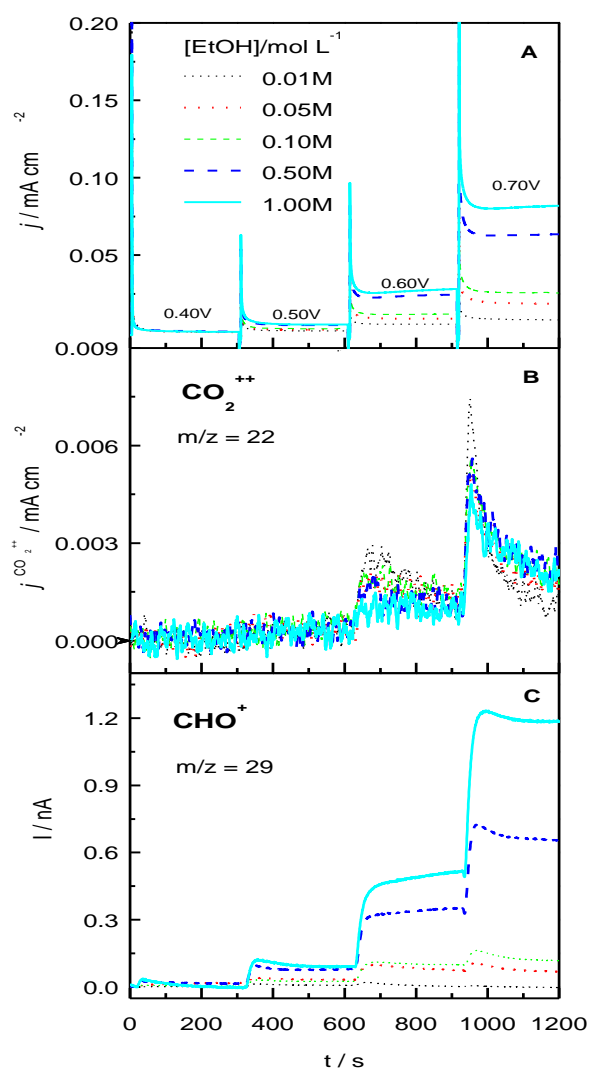 0.20
[EtOH]/mol L⁻¹
A
0.01M
0.15
0.05M
0.10M
0.50M
0.10
1.00M
0.70V
j / mA cm⁻²
0.05
0.60V
0.40V
0.50V
0.00
0.009
CO₂⁺⁺
B
m/z = 22
0.006
j^CO₂⁺⁺ / mA cm⁻²
0.003
0.000
CHO⁺
C
1.2
m/z = 29
0.9
I / nA
0.6
0.3
0.0
0 200 400 600 800 1000 1200
t / s